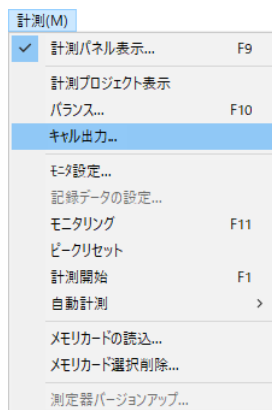 計測(M)
計測パネル表示... F9
計測プロジェクト表示
バランス... F10
キャル出力...
モニタ設定...
記録データの設定...
モニタリング F11
ピークリセット
計測開始 F1
自動計測
メモリカードの読込...
メモリカード選択削除...
測定器バージョンアップ...